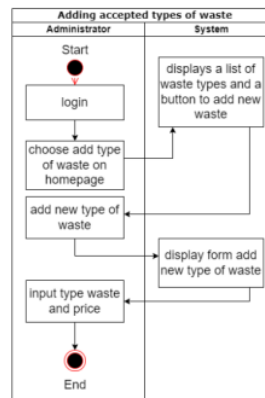 Adding accepted types of waste
Administrator
System
Start
login
displays a list of
waste types and a
button to add new
waste
choose add type
of waste on
homepage
add new type of
waste
display form add
new type of waste
input type waste
and price
End